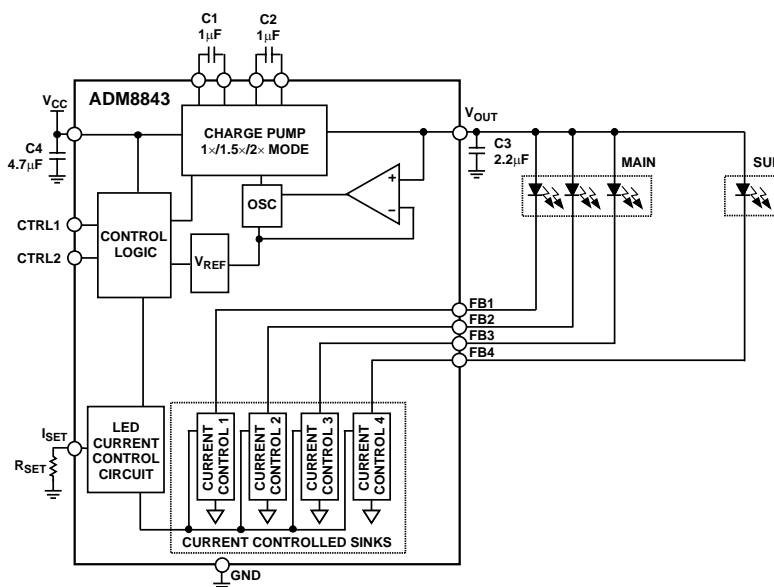 C1
1µF
C2
1µF
ADM8843
VCC
C4
4.7µF
CHARGE PUMP
1×/1.5×/2× MODE
VOUT
C3
2.2µF
MAIN
SUB
OSC
+
–
CTRL1
CTRL2
CONTROL
LOGIC
VREF
FB1
FB2
FB3
FB4
ISET
RSET
LED
CURRENT
CONTROL
CIRCUIT
CURRENT
CONTROL 1
CURRENT
CONTROL 2
CURRENT
CONTROL 3
CURRENT
CONTROL 4
CURRENT CONTROLLED SINKS
GND